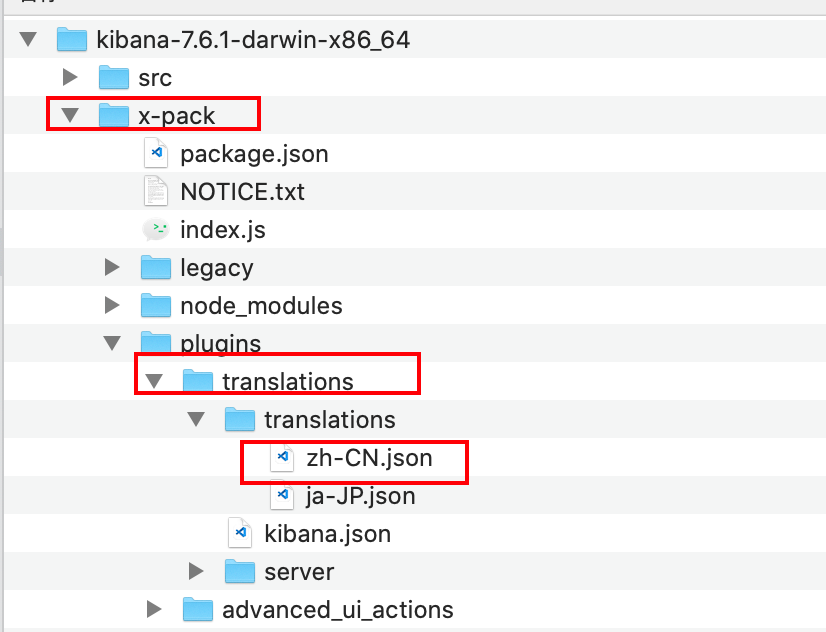 kibana-7.6.1-darwin-x86_64
src
x-pack
package.json
NOTICE.txt
index.js
legacy
node_modules
plugins
translations
translations
zh-CN.json
ja-JP.json
kibana.json
server
advanced_ui_actions